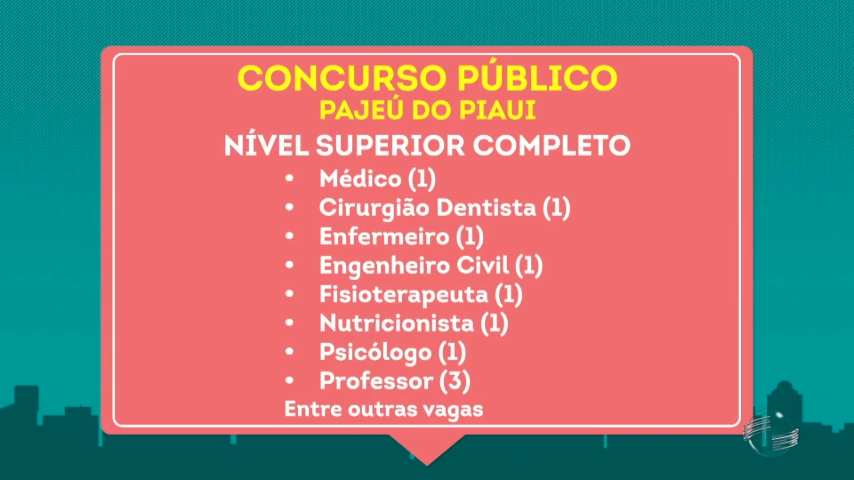 CONCURSO PÚBLICO
PAJEÚ DO PIAUI
NÍVEL SUPERIOR COMPLETO
• Médico (1)
• Cirurgião Dentista (1)
• Enfermeiro (1)
• Engenheiro Civil (1)
• Fisioterapeuta (1)
• Nutricionista (1)
• Psicólogo (1)
• Professor (3)
Entre outras vagas